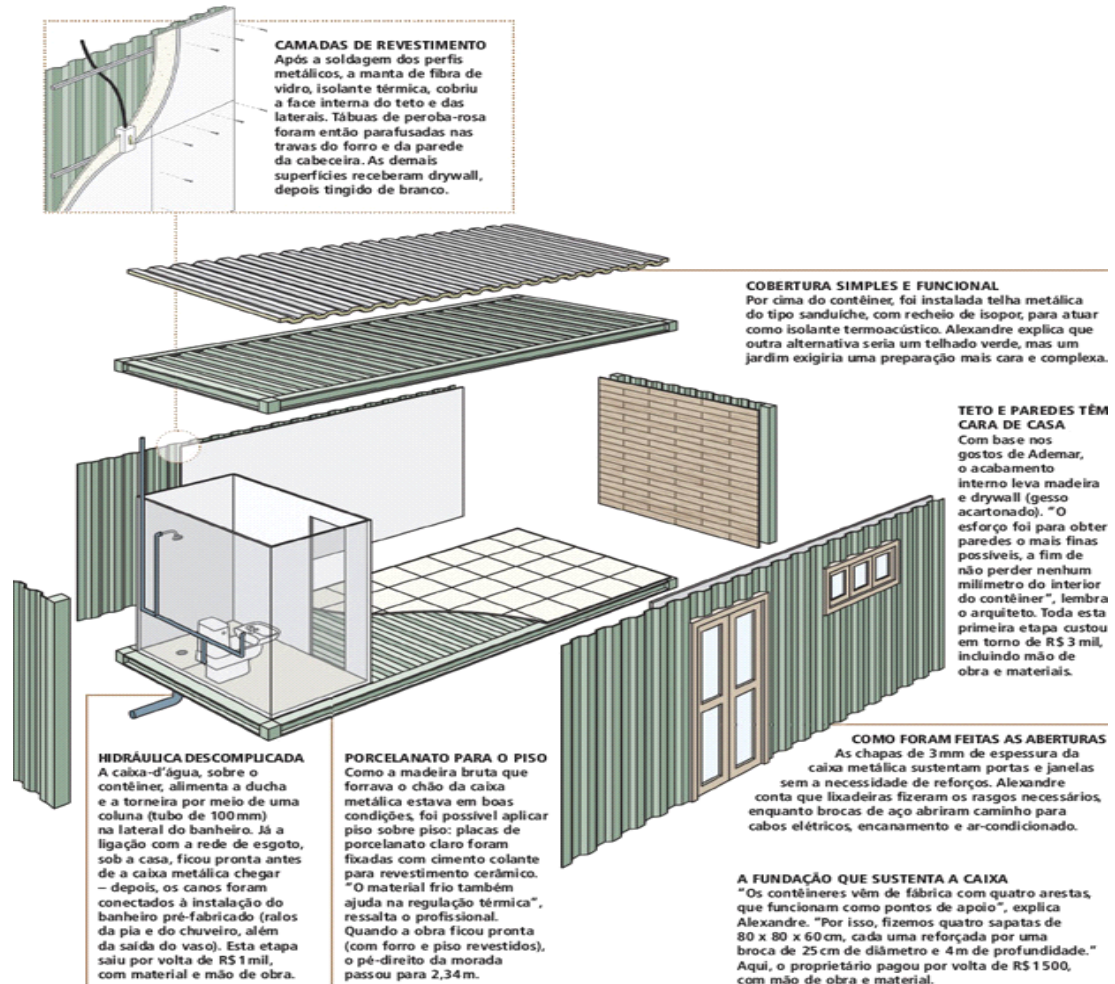 CAMADAS DE REVESTIMENTO
Após a soldagem dos perfis
metálicos, a manta de fibra de
vidro, isolante térmica, cobriu
a face interna do teto e das
laterais. Tábuas de peroba-rosa
foram então parafusadas nas
travas do forro e da parede
da cabeceira. As demais
superfícies receberam drywall,
depois tingido de branco.
COBERTURA SIMPLES E FUNCIONAL
Por cima do contêiner, foi instalada telha metálica
do tipo sanduíche, com recheio de isopor, para atuar
como isolante termoacústico. Alexandre explica que
outra alternativa seria um telhado verde, mas um
jardim exigiria uma preparação mais cara e complexa.
TETO E PAREDES TÊM
CARA DE CASA
Com base nos
gostos de Ademar,
o acabamento
interno leva madeira
e drywall (gesso
acartonado). "O
esforço foi para obter
paredes o mais finas
possíveis, a fim de
não perder nenhum
milímetro do interior
do contêiner", lembra
o arquiteto. Toda esta
primeira etapa custou
em torno de R$ 3 mil,
incluindo mão de
obra e materiais.
HIDRÁULICA DESCOMPLICADA
A caixa-d'água, sobre o
contêiner, alimenta a ducha
e a torneira por meio de uma
coluna (tubo de 100 mm)
na lateral do banheiro. Já a
ligação com a rede de esgoto,
sob a casa, ficou pronta antes
de a caixa metálica chegar
– depois, os canos foram
conectados à instalação do
banheiro pré-fabricado (ralos
da pia e do chuveiro, além
da saída do vaso). Esta etapa
saiu por volta de R$ 1 mil,
com material e mão de obra.
PORCELANATO PARA O PISO
Como a madeira bruta que
forrava o chão da caixa
metálica estava em boas
condições, foi possível aplicar
piso sobre piso: placas de
porcelanato claro foram
fixadas com cimento colante
para revestimento cerâmico.
"O material frio também
ajuda na regulação térmica",
ressalta o profissional.
Quando a obra ficou pronta
(com forro e piso revestidos),
o pé-direito da morada
passou para 2,34 m.
COMO FORAM FEITAS AS ABERTURAS
As chapas de 3 mm de espessura da
caixa metálica sustentam portas e janelas
sem a necessidade de reforços. Alexandre
conta que lixadeiras fizeram os rasgos necessários,
enquanto brocas de aço abriram caminho para
cabos elétricos, encanamento e ar-condicionado.
A FUNDAÇÃO QUE SUSTENTA A CAIXA
"Os contêineres vêm de fábrica com quatro arestas,
que funcionam como pontos de apoio", explica
Alexandre. "Por isso, fizemos quatro sapatas de
80 x 80 x 60 cm, cada uma reforçada por uma
broca de 25 cm de diâmetro e 4 m de profundidade."
Aqui, o proprietário pagou por volta de R$ 1 500,
com mão de obra e material.